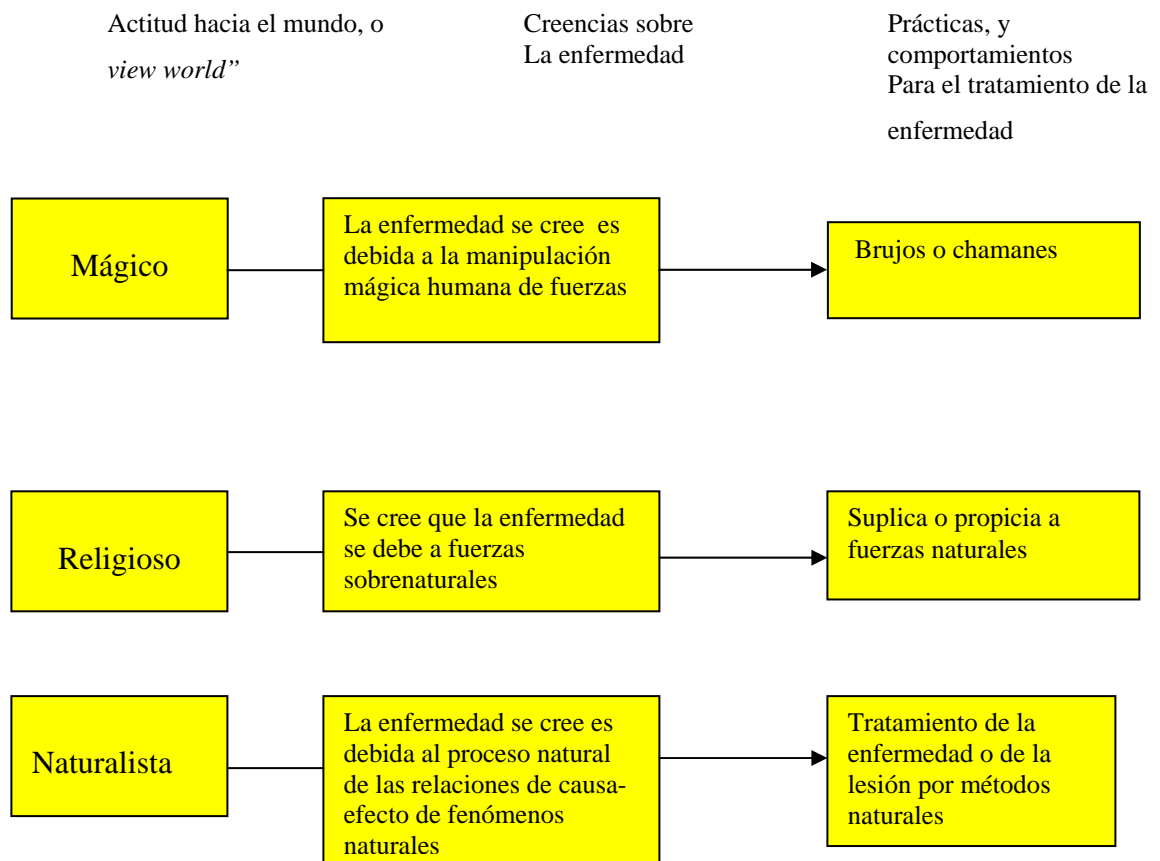 Actitud hacia el mundo, o
view world”
Creencias sobre
La enfermedad
Prácticas, y
comportamientos
Para el tratamiento de la
enfermedad
Mágico
La enfermedad se cree es
debida a la manipulación
mágica humana de fuerzas
Brujos o chamanes
Religioso
Se cree que la enfermedad
se debe a fuerzas
sobrenaturales
Suplica o propicia a
fuerzas naturales
Naturalista
La enfermedad se cree es
debida al proceso natural
de las relaciones de causa-
efecto de fenómenos
naturales
Tratamiento de la
enfermedad o de la
lesión por métodos
naturales